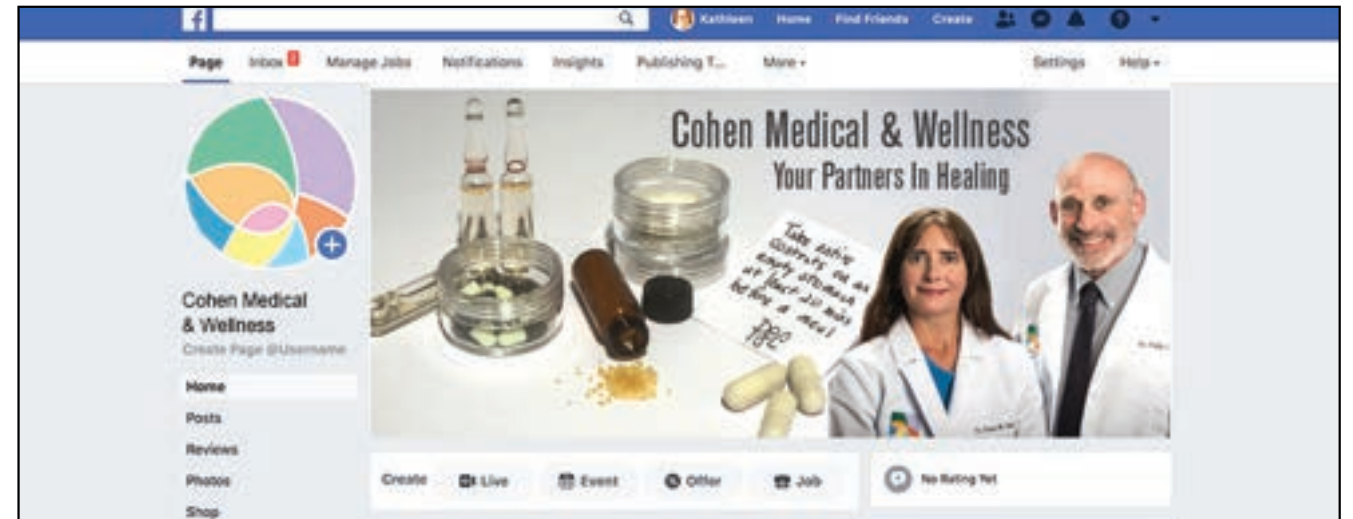 f
Kathleen Home Find Friends Create
Page Inbox Manage Jobs Notifications Insights Publishing T... More
Settings Help
Cohen Medical & Wellness
Your Partners In Healing
Take entire
contents on an
empty stomach
at least 20 mins
before a meal
Cohen Medical
& Wellness
Create Page @Username
Home
Posts
Reviews
Photos
Shop
Create Live Event Offer Job
No Rating Yet